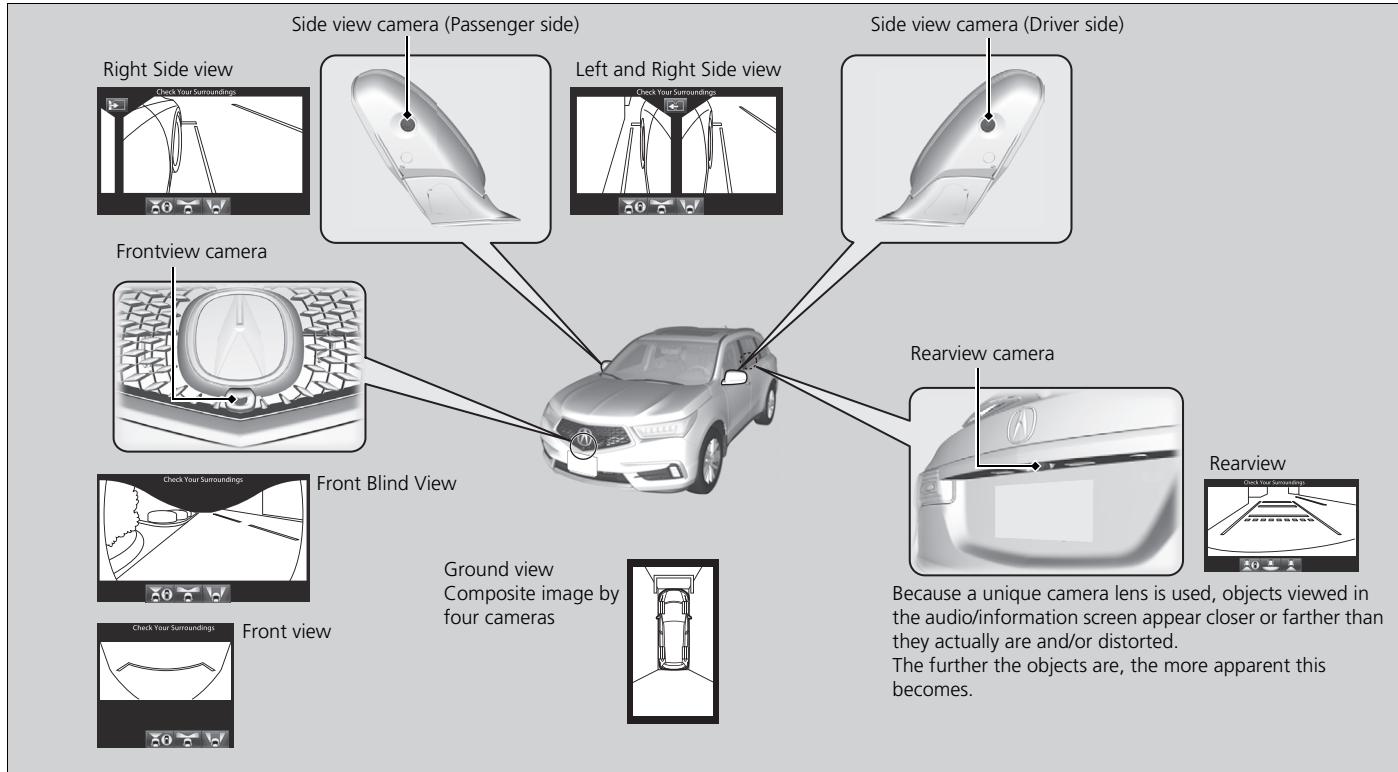 Side view camera (Passenger side)
Side view camera (Driver side)
Right Side view
Check Your Surroundings
Left and Right Side view
Check Your Surroundings
Frontview camera
Rearview camera
Rearview
Check Your Surroundings
Check Your Surroundings
Front Blind View
Ground view
Composite image by
four cameras
Check Your Surroundings
Front view
Because a unique camera lens is used, objects viewed in
the audio/information screen appear closer or farther than
they actually are and/or distorted.
The further the objects are, the more apparent this
becomes.